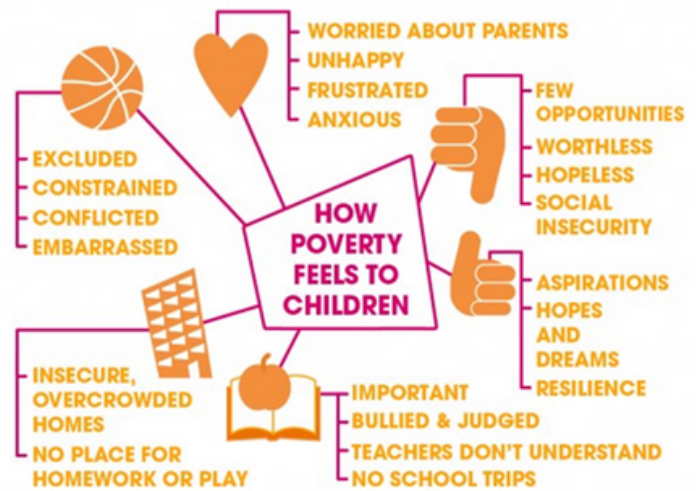 HOW
POVERTY
FEELS TO
CHILDREN
WORRIED ABOUT PARENTS
UNHAPPY
FRUSTRATED
ANXIOUS
EXCLUDED
CONSTRAINED
CONFLICTED
EMBARRASSED
FEW
OPPORTUNITIES
WORTHLESS
HOPELESS
SOCIAL
INSECURITY
ASPIRATIONS
HOPES
AND
DREAMS
RESILIENCE
INSECURE,
OVERCROWDED
HOMES
NO PLACE FOR
HOMEWORK OR PLAY
IMPORTANT
BULLIED & JUDGED
TEACHERS DON'T UNDERSTAND
NO SCHOOL TRIPS